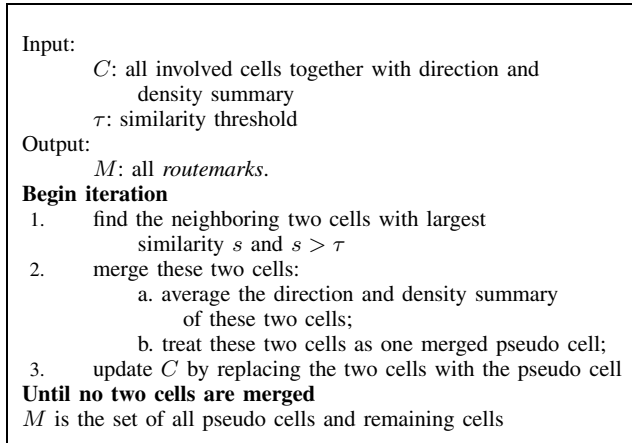 Input:
C: all involved cells together with direction and
density summary
τ: similarity threshold
Output:
M: all routemarks.
Begin iteration
1. find the neighboring two cells with largest
similarity s and s > τ
2. merge these two cells:
a. average the direction and density summary
of these two cells;
b. treat these two cells as one merged pseudo cell;
3. update C by replacing the two cells with the pseudo cell
Until no two cells are merged
M is the set of all pseudo cells and remaining cells